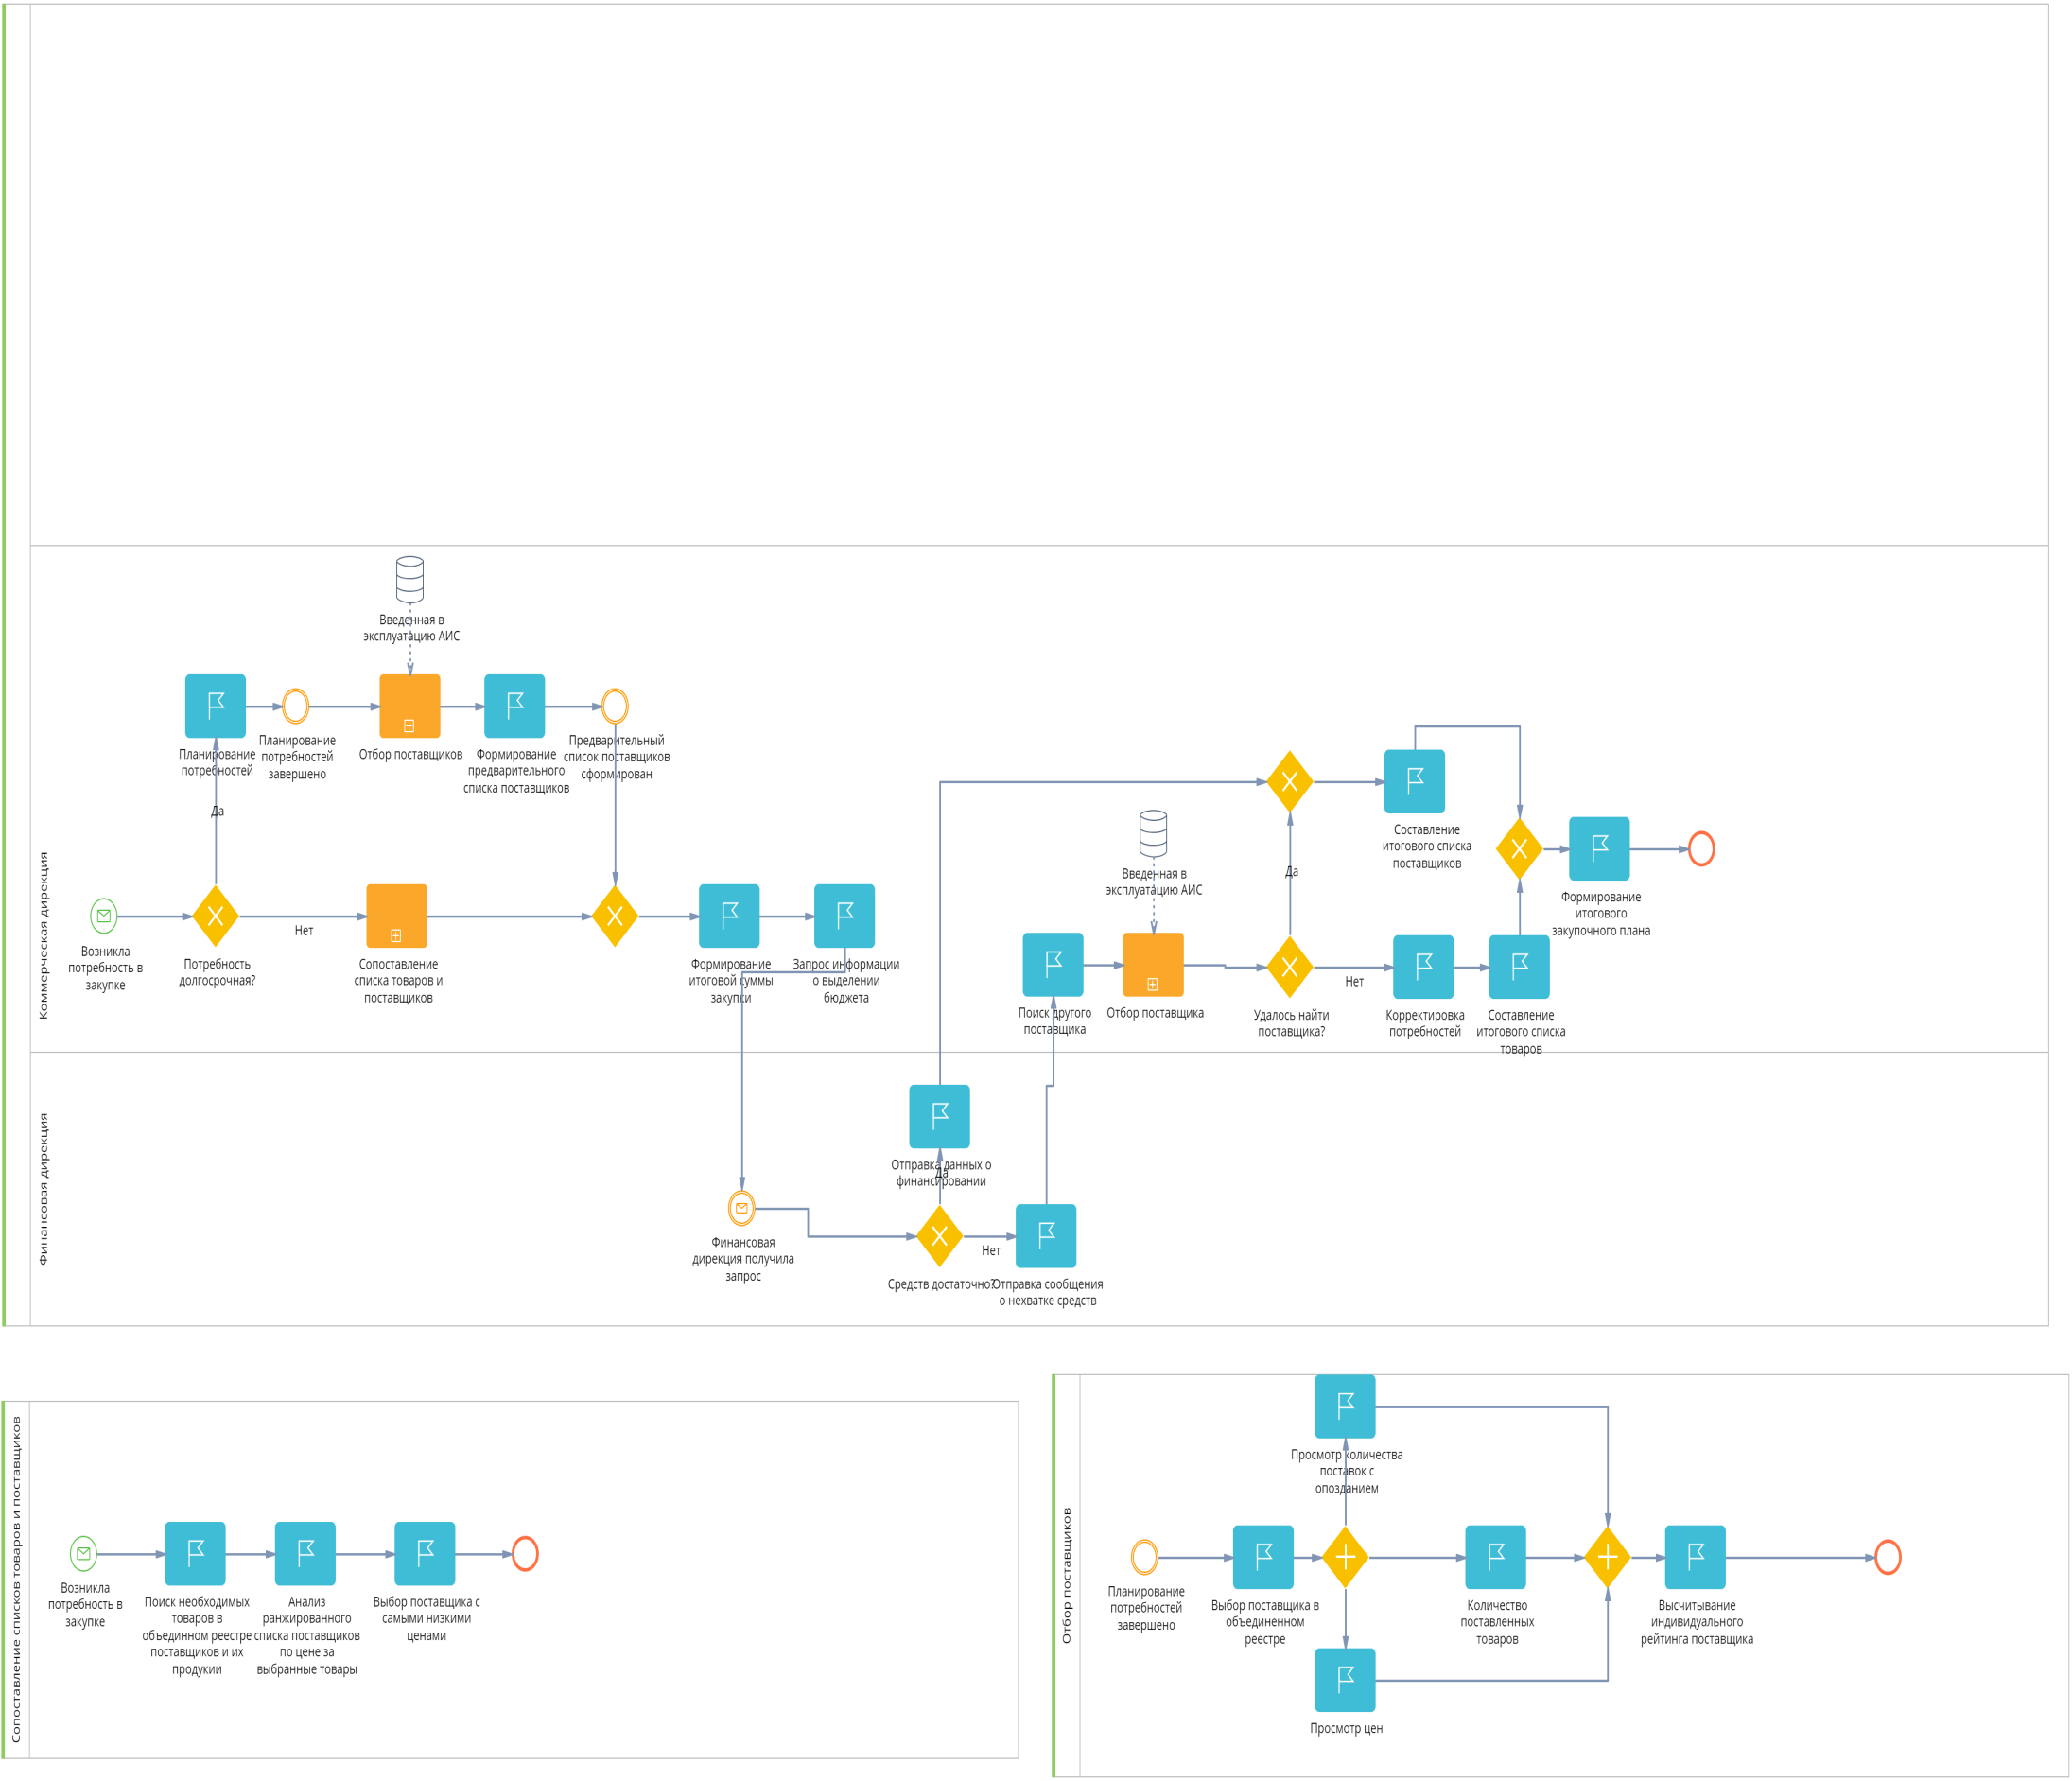 Коммерческая дирекция
Введенная в
эксплуатацию АИС
Планирование
потребностей
Планирование
потребностей
завершено
Отбор поставщиков
Формирование
предварительного
списка поставщиков
Предварительный
список поставщиков
сформирован
Да
Возникла
потребность в
закупке
Потребность
долгосрочная?
Нет
Сопоставление
списка товаров и
поставщиков
Формирование
итоговой суммы
закупки
Запрос информации
о выделении
бюджета
Введенная в
эксплуатацию АИС
Поиск другого
поставщика
Отбор поставщика
Удалось найти
поставщика?
Да
Нет
Составление
итогового списка
поставщиков
Корректировка
потребностей
Составление
итогового списка
товаров
Формирование
итогового
закупочного плана
Финансовая дирекция
Финансовая
дирекция получила
запрос
Отправка данных о
финансировании
Да
Средств достаточно?
Нет
Отправка сообщения
о нехватке средств
Сопоставление списков товаров и поставщиков
Возникла
потребность в
закупке
Поиск необходимых
товаров в
объединном реестре
поставщиков и их
продукии
Анализ
ранжированного
списка поставщиков
по цене за
выбранные товары
Выбор поставщика с
самыми низкими
ценами
Отбор поставщиков
Планирование
потребностей
завершено
Выбор поставщика в
объединенном
реестре
Просмотр количества
поставок с
опозданием
Количество
поставленных
товаров
Просмотр цен
Высчитывание
индивидуального
рейтинга поставщика